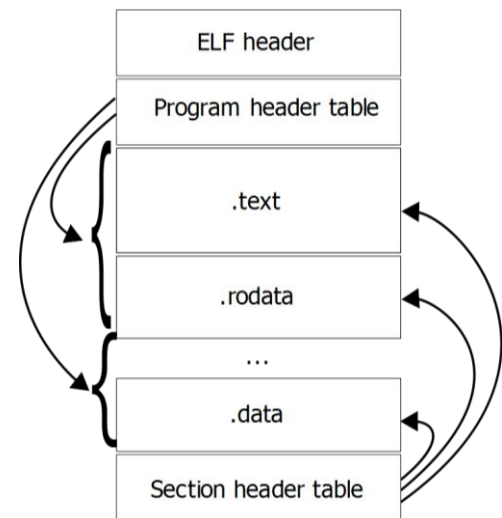 ELF header
Program header table
.text
.rodata
...
.data
Section header table